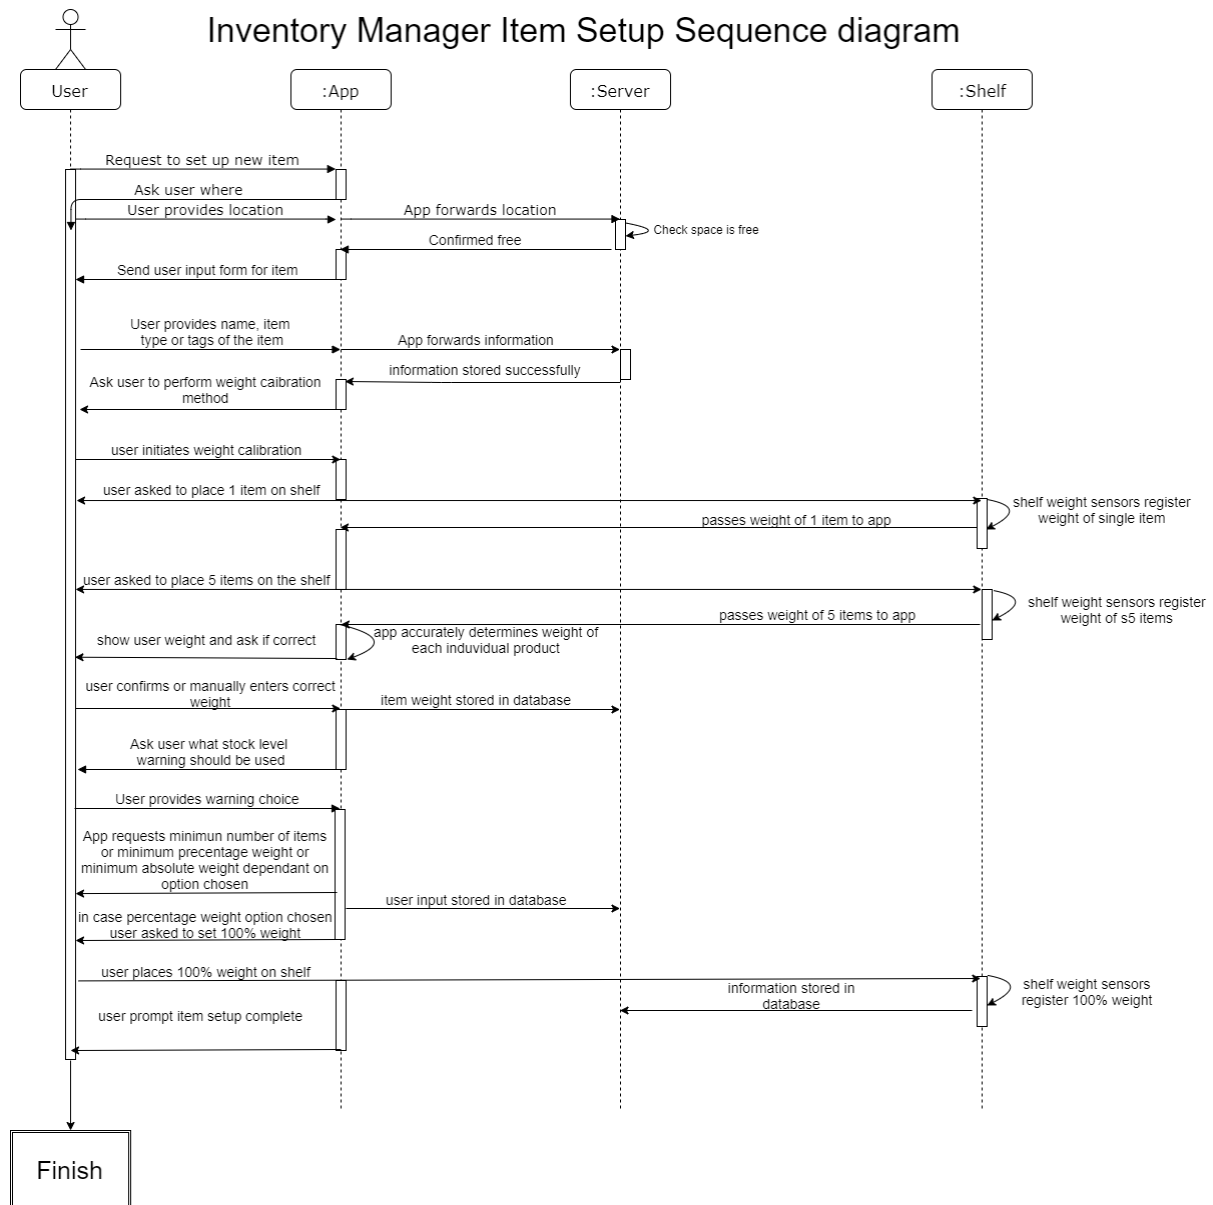 Inventory Manager Item Setup Sequence diagram
User
:App
:Server
:Shelf
Request to set up new item
Ask user where
User provides location
App forwards location
Check space is free
Confirmed free
Send user input form for item
User provides name, item
type or tags of the item
App forwards information
information stored successfully
Ask user to perform weight caibration
method
user initiates weight calibration
user asked to place 1 item on shelf
shelf weight sensors register
weight of single item
passes weight of 1 item to app
user asked to place 5 items on the shelf
shelf weight sensors register
weight of s5 items
passes weight of 5 items to app
show user weight and ask if correct
app accurately determines weight of
each induvidual product
user confirms or manually enters correct
weight
item weight stored in database
Ask user what stock level
warning should be used
User provides warning choice
App requests minimun number of items
or minimum precentage weight or
minimum absolute weight dependant on
option chosen
user input stored in database
in case percentage weight option chosen
user asked to set 100% weight
user places 100% weight on shelf
shelf weight sensors
register 100% weight
information stored in
database
user prompt item setup complete
Finish